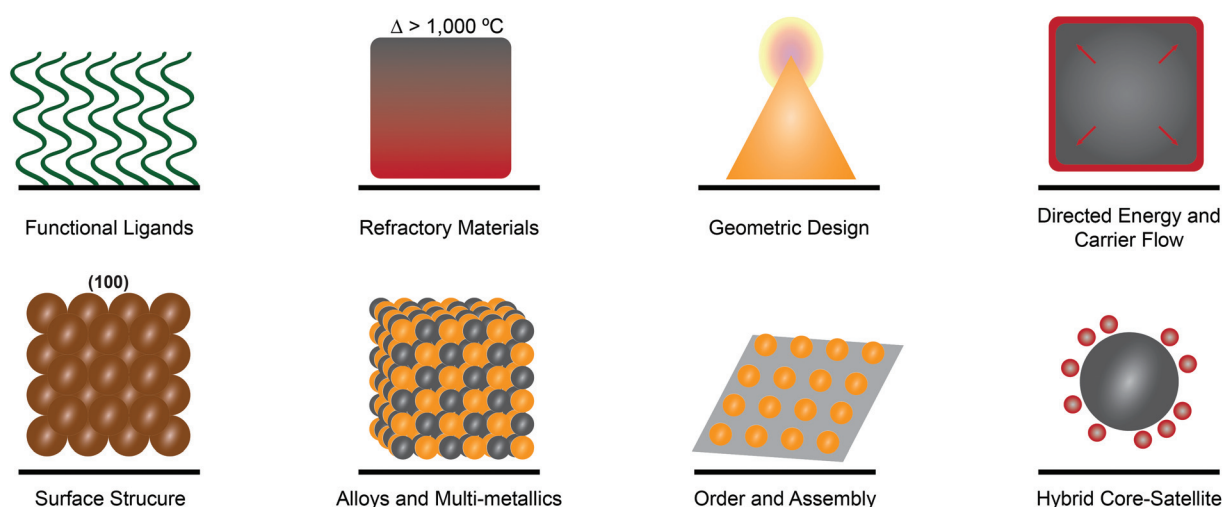 Δ > 1,000 ºC
Functional Ligands
Refractory Materials
Geometric Design
Directed Energy and
Carrier Flow
(100)
Surface Strucure
Alloys and Multi-metallics
Order and Assembly
Hybrid Core-Satellite